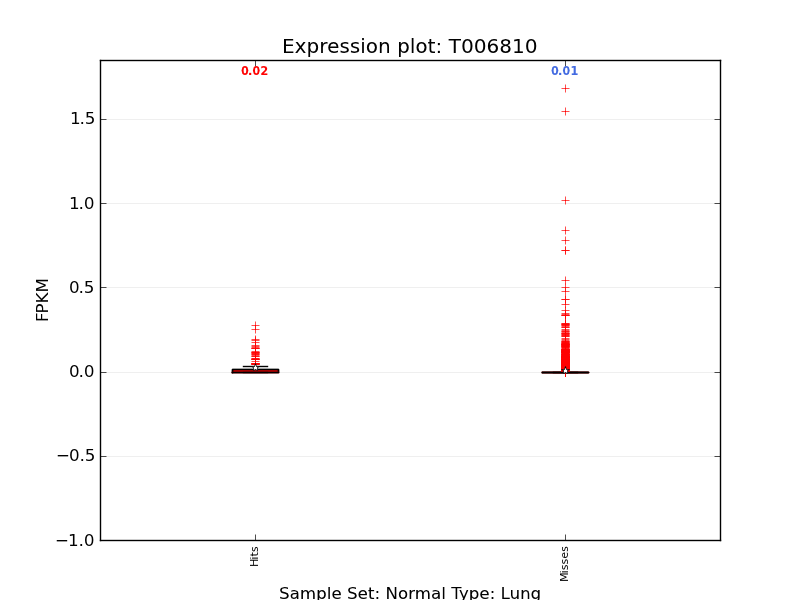 Expression plot: T006810
0.02 0.01
1.5
1.0
0.5
0.0
−0.5
−1.0
FPKM
Hits
Misses
Sample Set: Normal Type: Lung